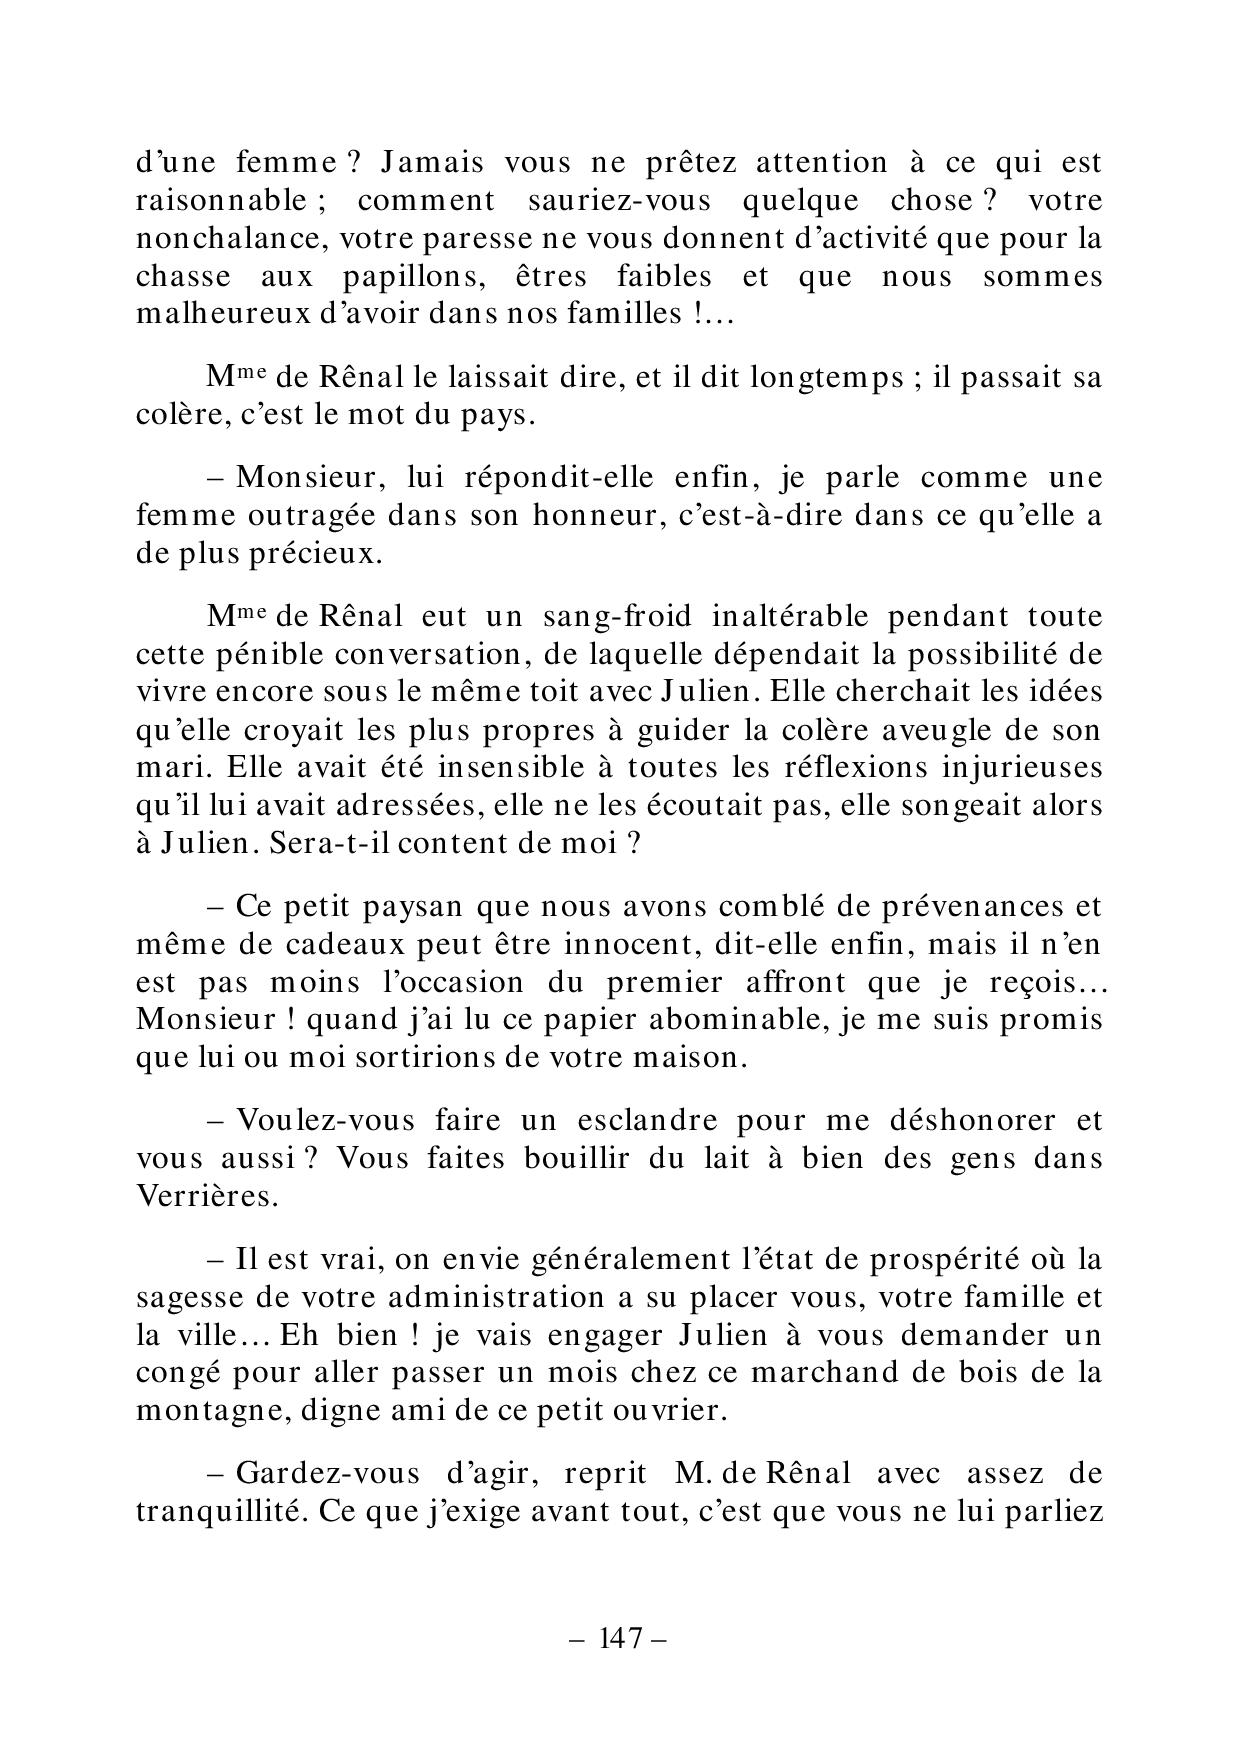 d’une femme ? Jamais vous ne prêtez attention à ce qui est
raisonnable ; comment sauriez-vous quelque chose ? votre
nonchalance, votre paresse ne vous donnent d’activité que pour la
chasse aux papillons, êtres faibles et que nous sommes
malheureux d’avoir dans nos familles !…
Mme de Rênal le laissait dire, et il dit longtemps ; il passait sa
colère, c’est le mot du pays.
– Monsieur, lui répondit-elle enfin, je parle comme une
femme outragée dans son honneur, c’est-à-dire dans ce qu’elle a
de plus précieux.
Mme de Rênal eut un sang-froid inaltérable pendant toute
cette pénible conversation, de laquelle dépendait la possibilité de
vivre encore sous le même toit avec Julien. Elle cherchait les idées
qu’elle croyait les plus propres à guider la colère aveugle de son
mari. Elle avait été insensible à toutes les réflexions injurieuses
qu’il lui avait adressées, elle ne les écoutait pas, elle songeait alors
à Julien. Sera-t-il content de moi ?
– Ce petit paysan que nous avons comblé de prévenances et
même de cadeaux peut être innocent, dit-elle enfin, mais il n’en
est pas moins l’occasion du premier affront que je reçois…
Monsieur ! quand j’ai lu ce papier abominable, je me suis promis
que lui ou moi sortirions de votre maison.
– Voulez-vous faire un esclandre pour me déshonorer et
vous aussi ? Vous faites bouillir du lait à bien des gens dans
Verrières.
– Il est vrai, on envie généralement l’état de prospérité où la
sagesse de votre administration a su placer vous, votre famille et
la ville… Eh bien ! je vais engager Julien à vous demander un
congé pour aller passer un mois chez ce marchand de bois de la
montagne, digne ami de ce petit ouvrier.
– Gardez-vous d’agir, reprit M. de Rênal avec assez de
tranquillité. Ce que j’exige avant tout, c’est que vous ne lui parliez
– 147 –